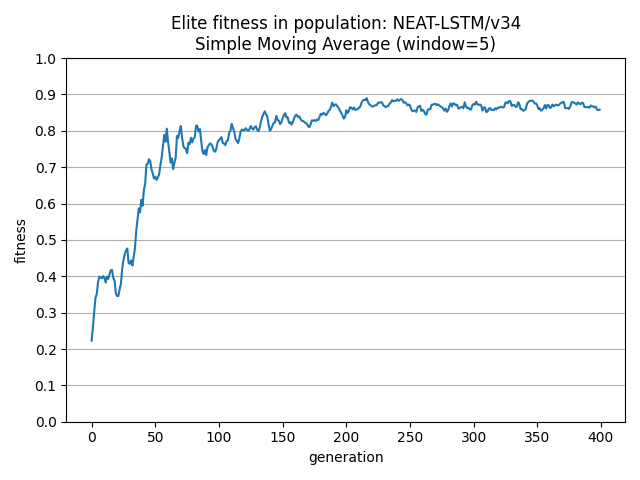 Elite fitness in population: NEAT-LSTM/v34
Simple Moving Average (window=5)
1.0
0.9
0.8
0.7
0.6
0.5
0.4
0.3
0.2
0.1
0.0
fitness
0 50 100 150 200 250 300 350 400
generation